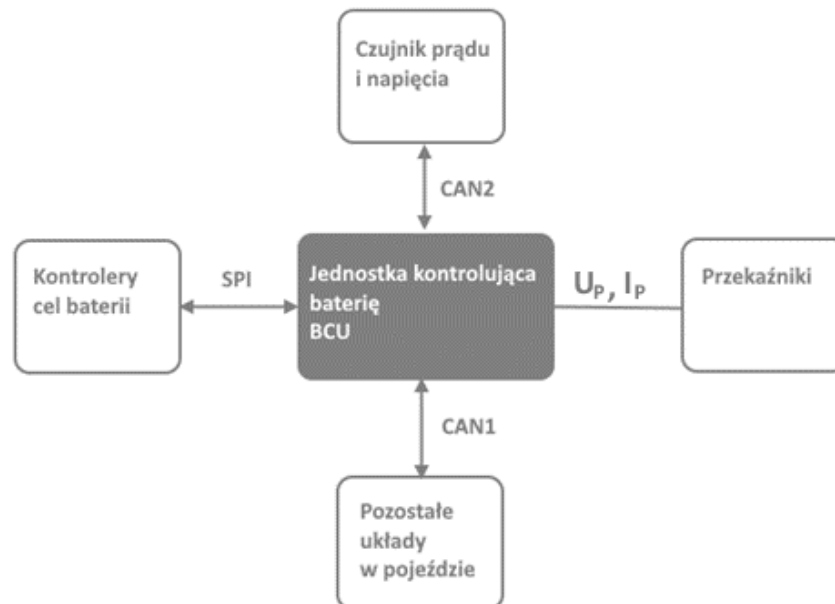 Czujnik prądu
i napięcia
CAN2
Kontrolery
cel baterii
SPI
Jednostka kontrolująca
baterię
BCU
UP, IP
Przekaźniki
CAN1
Pozostałe
układy
w pojeździe